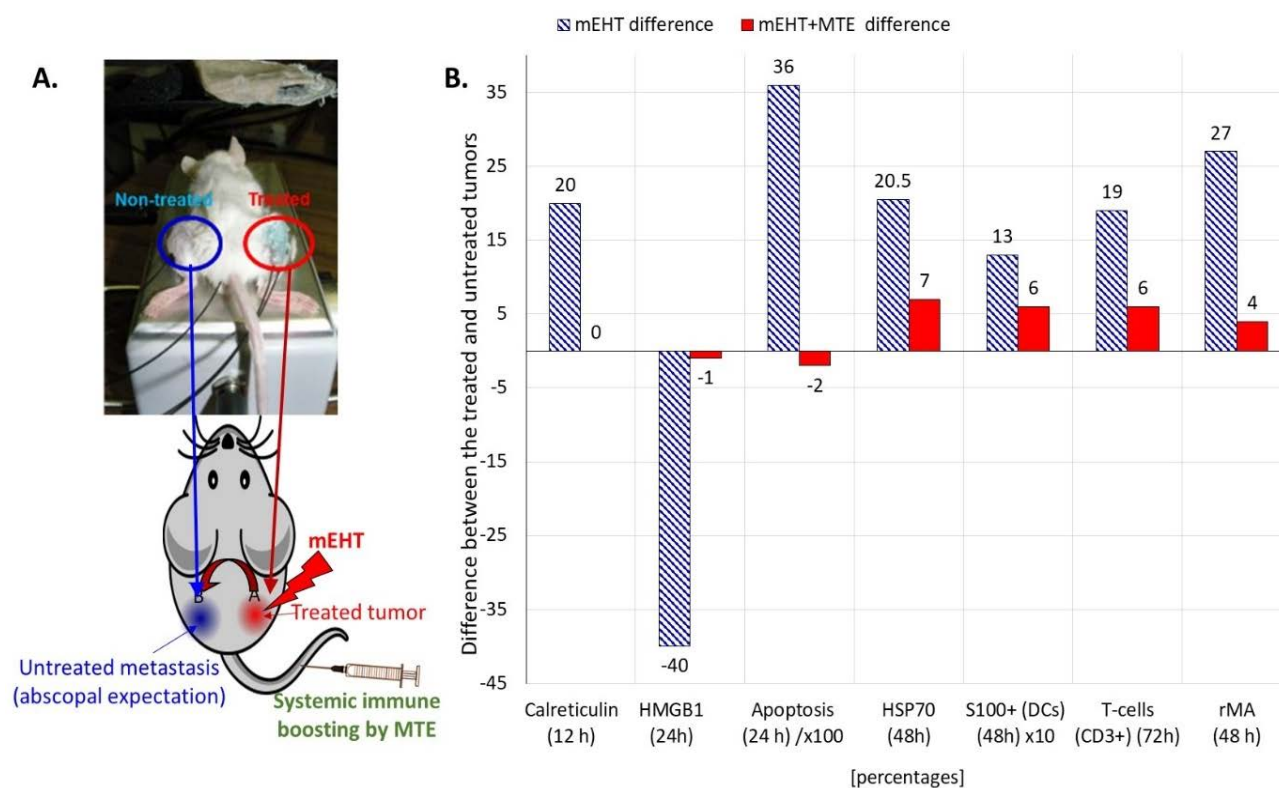 mEHT difference
mEHT+MTE difference
A.
Non-treated
Treated
B
A
mEHT
Treated tumor
Untreated metastasis
(abscopal expectation)
Systemic immune
boosting by MTE
B.
Difference between the treated and untreated tumors
35
25
15
5
-5
-15
-25
-35
-45
20
0
-40
-1
36
-2
20.5
7
13
6
19
6
27
4
Calreticulin
(12 h)
HMGB1
(24h)
Apoptosis
(24 h) /x100
HSP70
(48h)
S100+ (DCs)
(48h) x10
T-cells
(CD3+) (72h)
rMA
(48 h)
[percentages]